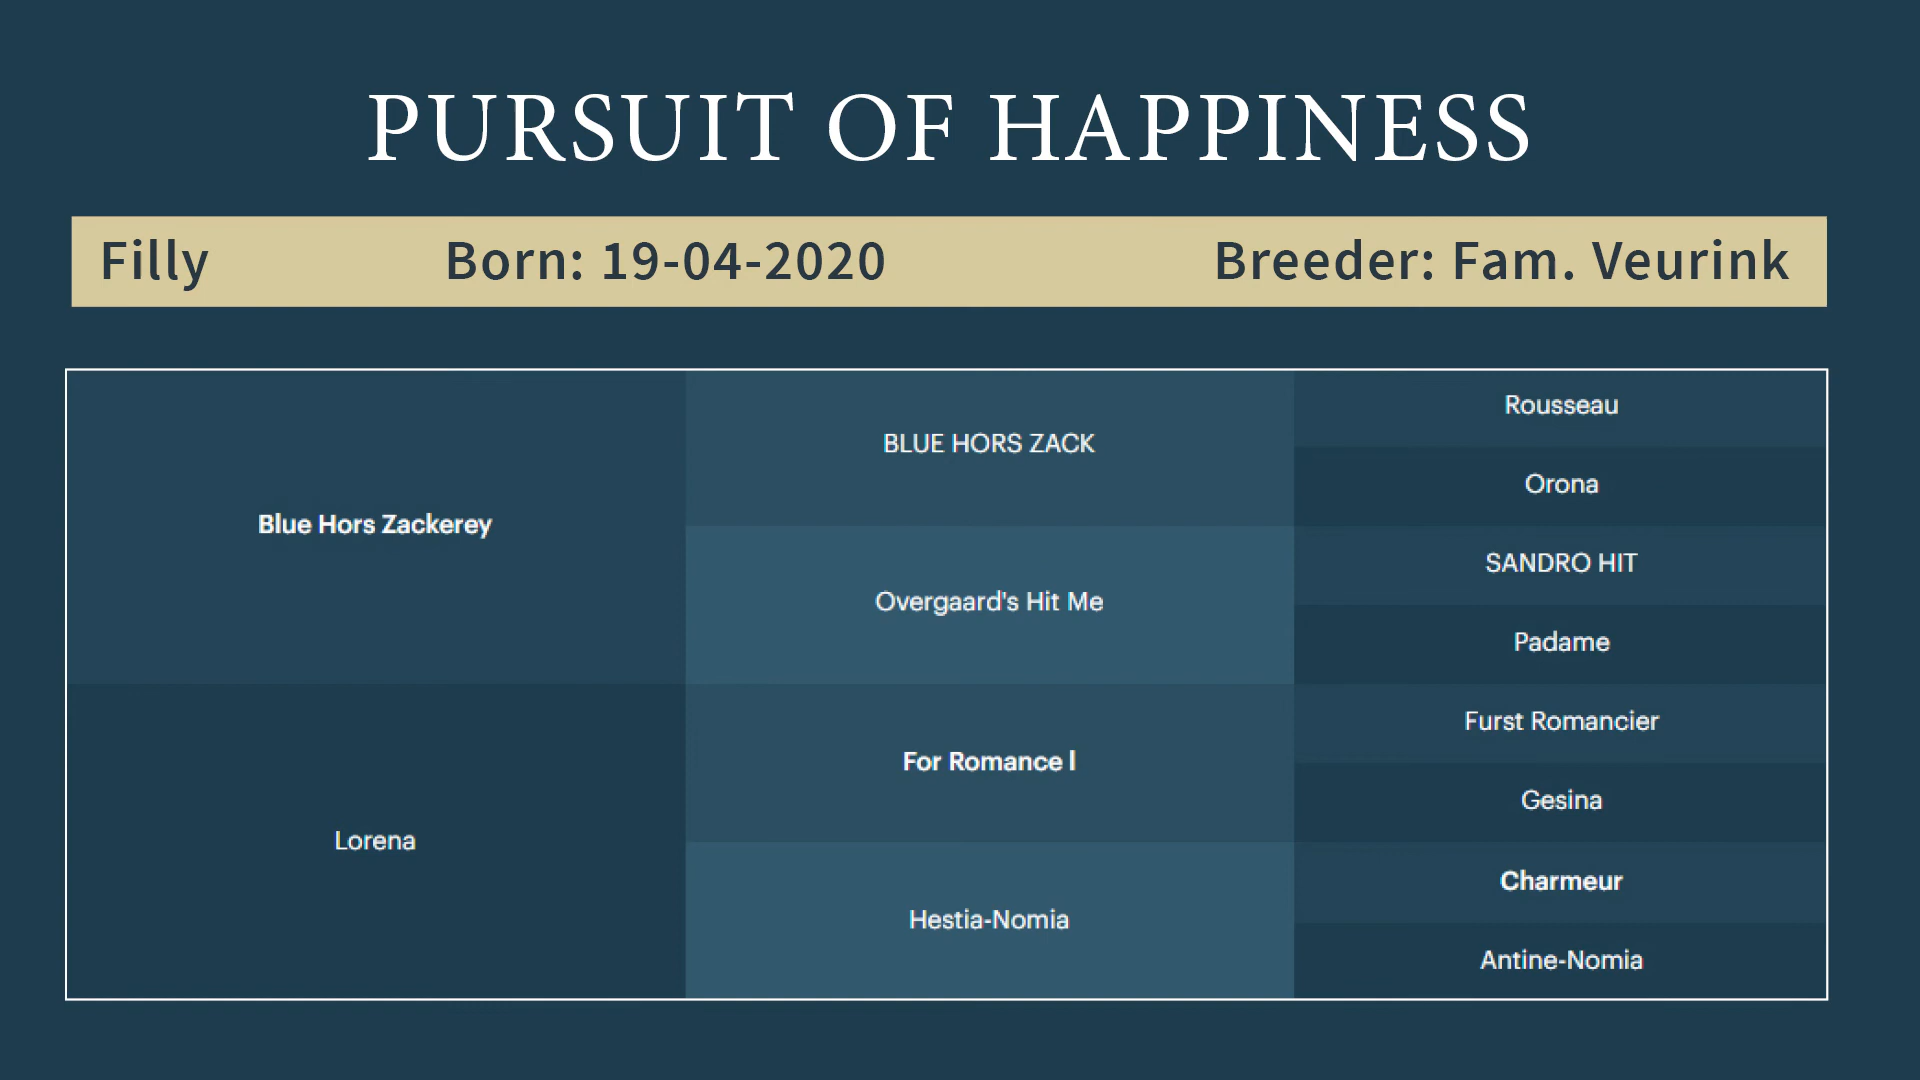 PURSUIT OF HAPPINESS
Filly Born: 19-04-2020 Breeder: Fam. Veurink
Blue Hors Zackerey
Lorena
BLUE HORS ZACK
Overgaard's Hit Me
For Romance I
Hestia-Nomia
Rousseau
Orona
SANDRO HIT
Padame
Furst Romancier
Gesina
Charmeur
Antine-Nomia